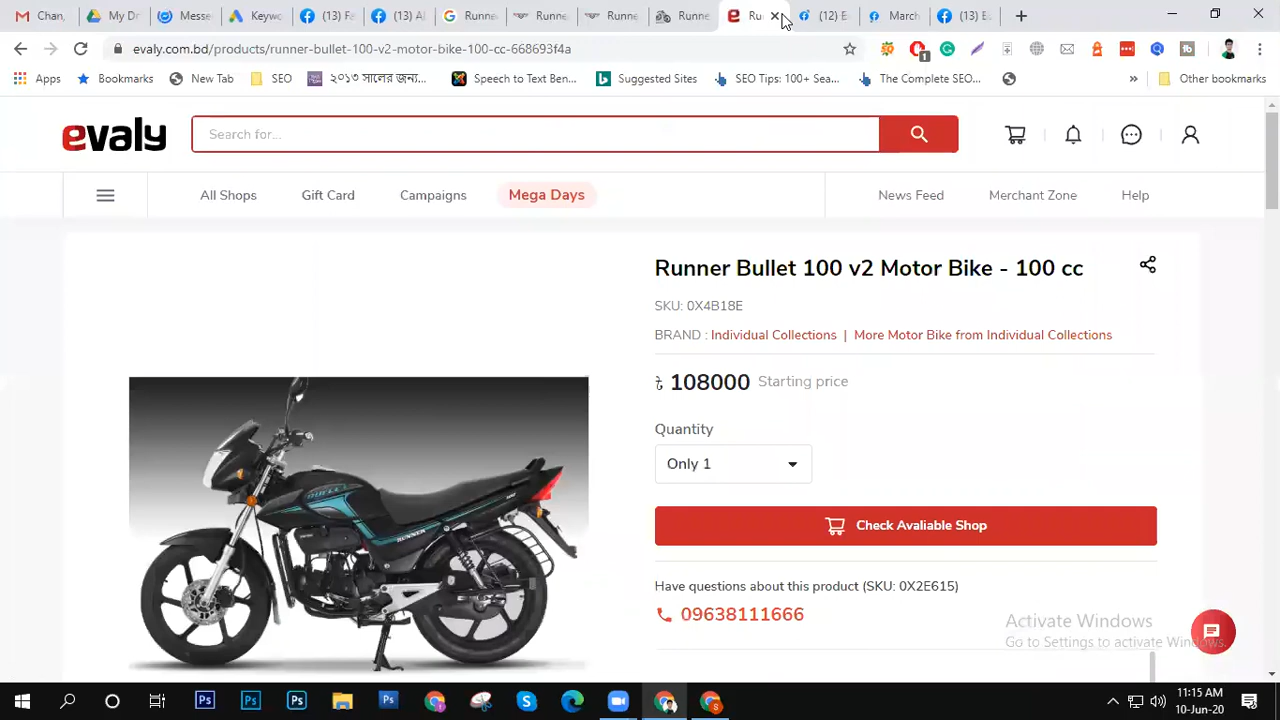 Chan
My Dr
Messe
Keywo
(13) Fa
(13) Al
Runne
Runne
Runne
Runne
Ru
(12) E
March
(13) B
evaly.com.bd/products/runner-bullet-100-v2-motor-bike-100-cc-668693f4a
1
Apps
Bookmarks
New Tab
SEO
২০১৩ সালের জন্য...
Speech to Text Ben...
Suggested Sites
SEO Tips: 100+ Sea...
The Complete SEO...
Other bookmarks
evaly
Search for...
All Shops
Gift Card
Campaigns
Mega Days
News Feed
Merchant Zone
Help
Runner Bullet 100 v2 Motor Bike - 100 cc
SKU: 0X4B18E
BRAND : Individual Collections | More Motor Bike from Individual Collections
৳ 108000 Starting price
Quantity
Only 1
Check Avaliable Shop
Have questions about this product (SKU: 0X2E615)
09638111666
BULLET
RUNNER
Activate Windows
Go to Settings to activate Windows.
11:15 AM
10-Jun-20